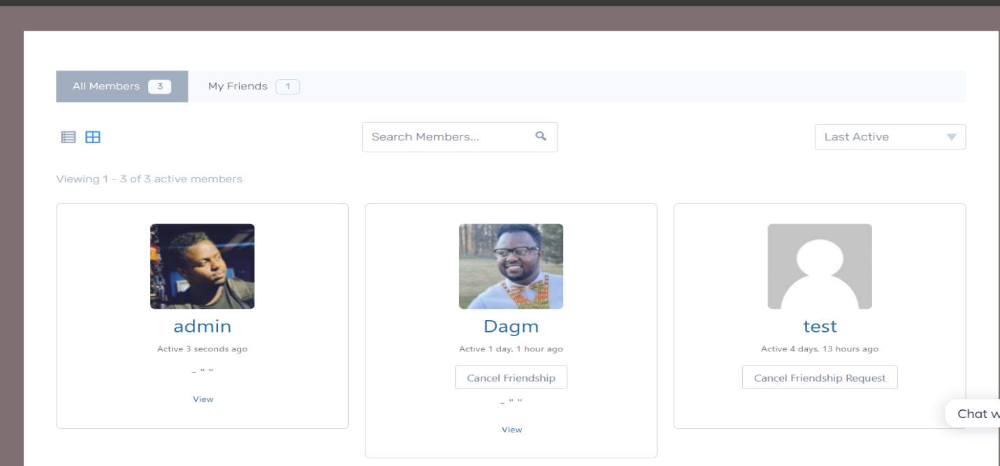 All Members 3 My Friends 1
Search Members... Last Active
Viewing 1 - 3 of 3 active members
admin
Active 3 seconds ago
- " "
View
Dagm
Active 1 day, 1 hour ago
Cancel Friendship
- " "
View
test
Active 4 days, 13 hours ago
Cancel Friendship Request
Chat w